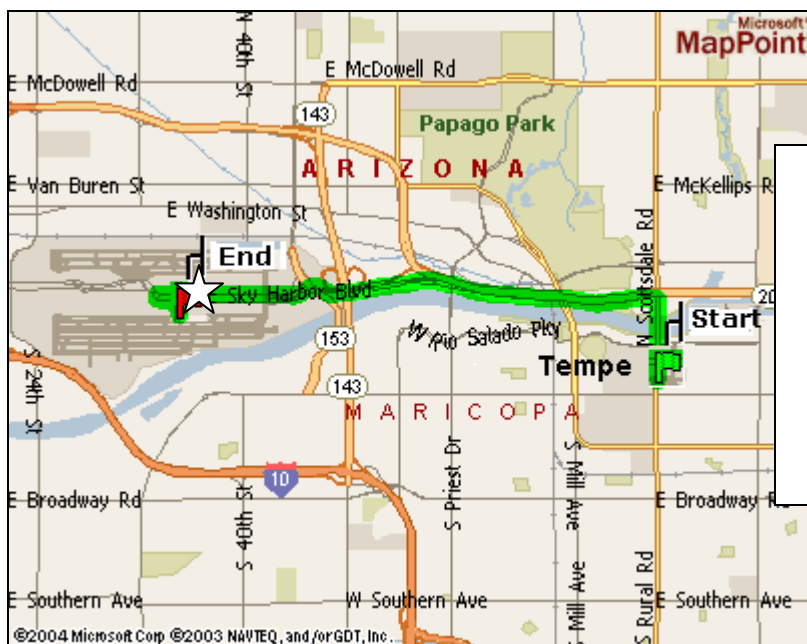 Microsoft®
MapPoint
N 40th St
E McDowell Rd
E McDowell Rd
143
Papago Park
ARIZONA
E Van Buren St
E McKellips
E Washington St
N Scottsdale Rd
End
Sky Harbor Blvd
20
Start
W Rio Salado Pky
153
Tempe
S 24th St
143
MARICOPA
10
S Priest Dr
S Mill Ave
E Broadway Rd
S 40th St
E Broadway
S Mill Ave
S Rural Rd
E Southern Ave
W Southern Ave
E Southern Ave
©2004 Microsoft Corp ©2003 NAVTEQ, and/or GDT, Inc.